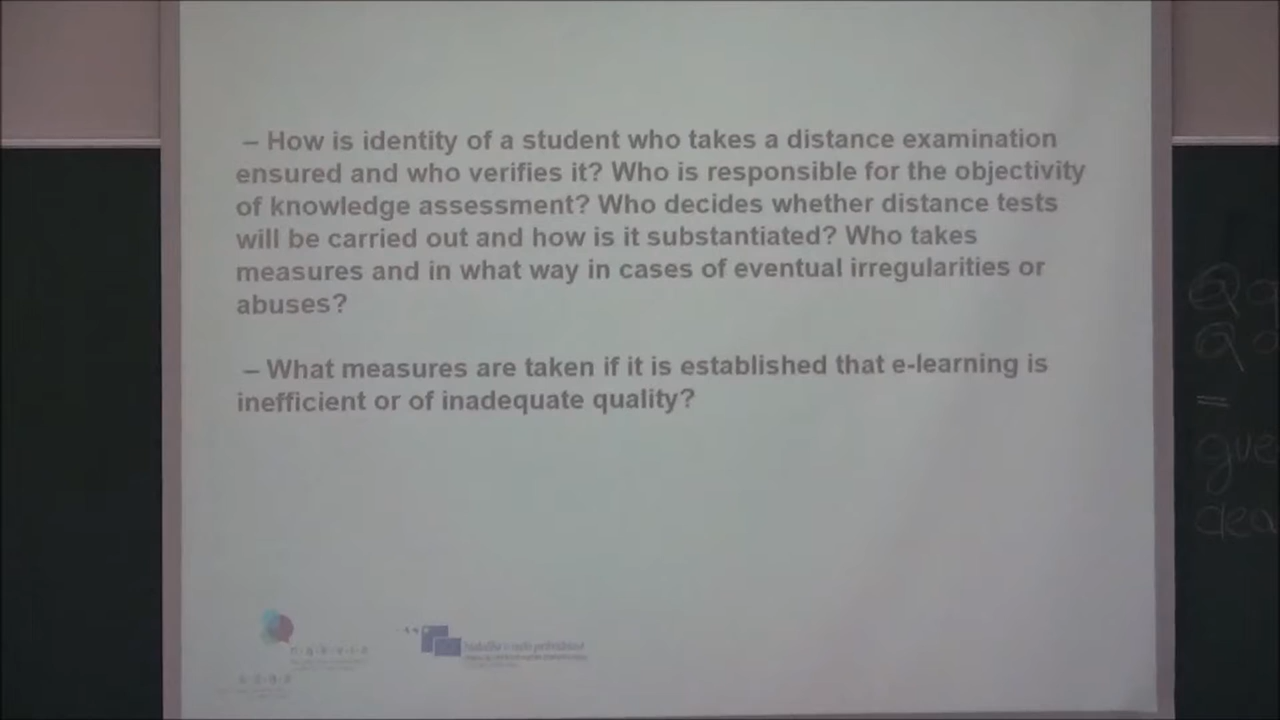 – How is identity of a student who takes a distance examination
ensured and who verifies it? Who is responsible for the objectivity
of knowledge assessment? Who decides whether distance tests
will be carried out and how is it substantiated? Who takes
measures and in what way in cases of eventual irregularities or
abuses?
– What measures are taken if it is established that e-learning is
inefficient or of inadequate quality?
=